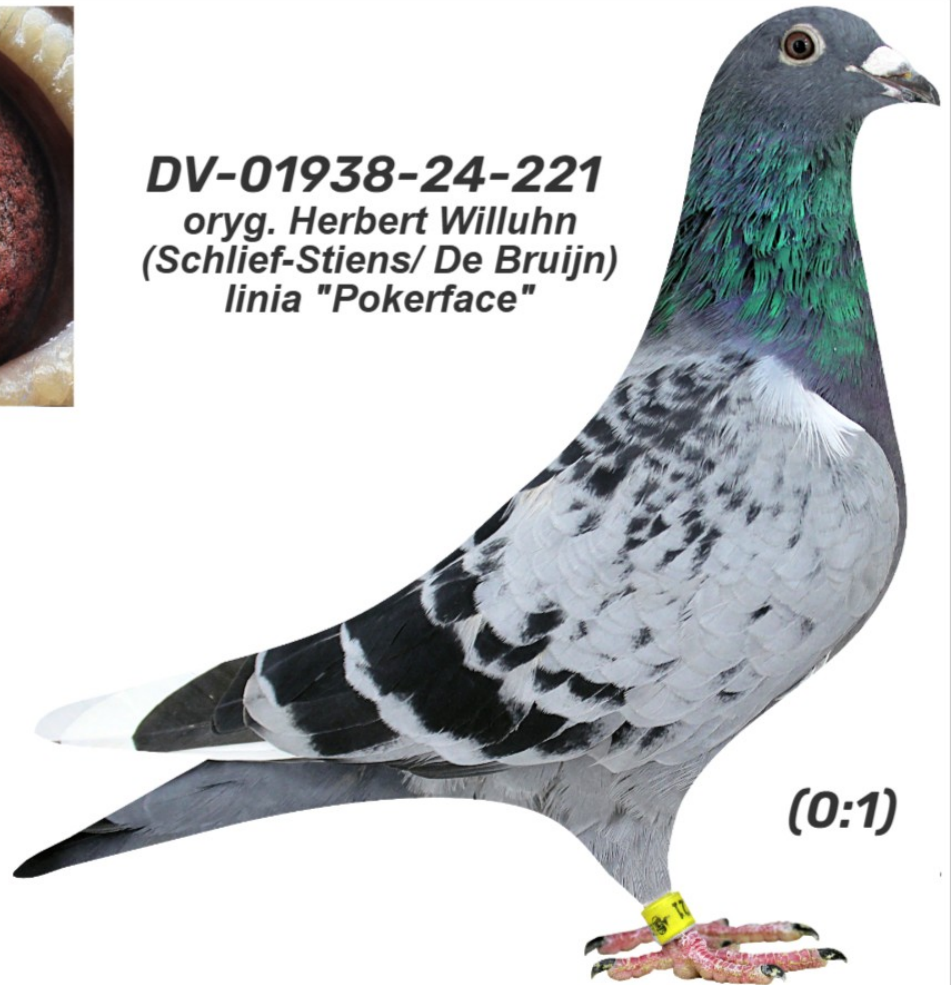 DV-01938-24-221
oryg. Herbert Willuhn
(Schlief-Stiens/ De Bruijn)
linia "Pokerface"
(0:1)